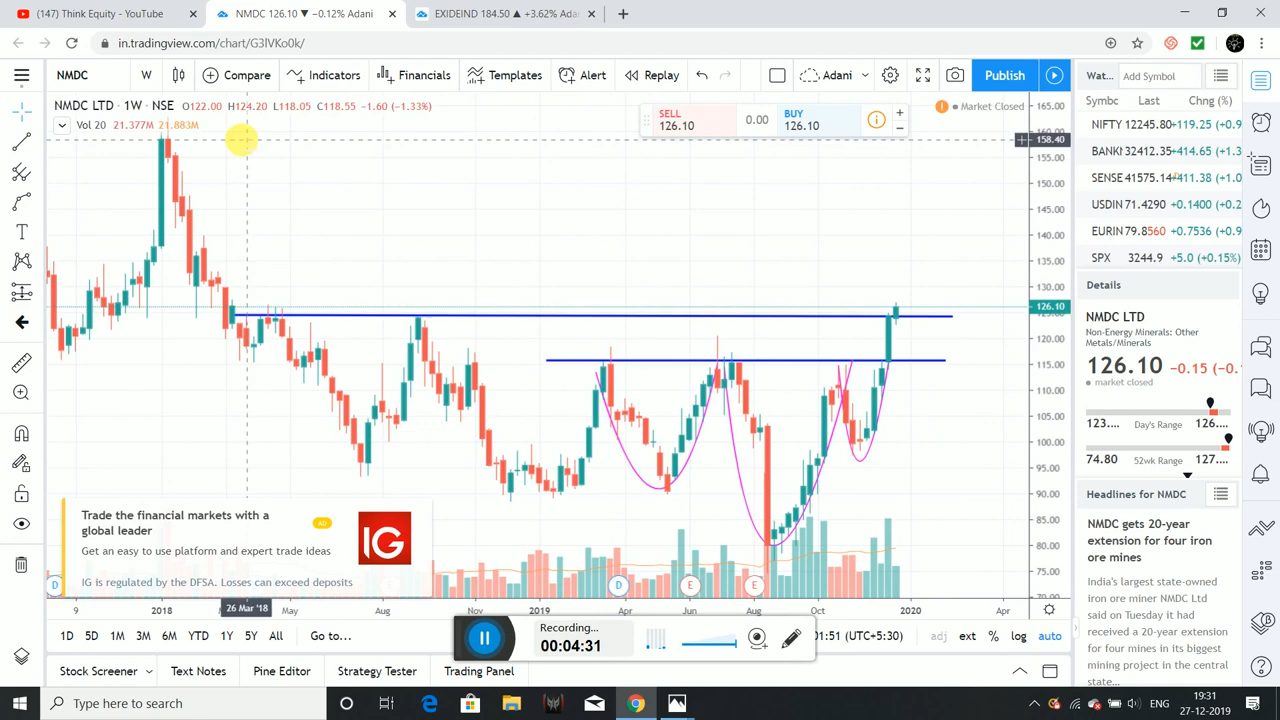 (147) Think Equity - YouTube
NMDC 126.10 ▼ −0.12% Adani
EXIDEIND 184.50 ▲ +3.62% Ada
in.tradingview.com/chart/G3lVKo0k/
NMDC
W
Compare
Indicators
Financials
Templates
Alert
Replay
Adani
Publish
Wat...
Add Symbol
NMDC LTD · 1W · NSE O122.00 H124.20 L118.05 C118.55 -1.60 (-1.33%)
Vol 20 21.377M 21.883M
SELL
126.10
0.00
BUY
126.10
Market Closed
Symbc Last Chng (%)
NIFTY 12245.80 +119.25 (+0.9
BANKI 32412.35 +414.65 (+1.3
SENSE 41575.14 +411.38 (+1.0
USDIN 71.4290 +0.1400 (+0.2
EURIN 79.8560 +0.7536 (+0.9
SPX 3244.9 +5.0 (+0.15%)
Details
NMDC LTD
Non-Energy Minerals: Other
Metals/Minerals
126.10 −0.15 (-0.
market closed
123.... Day's Range 126...
74.80 52wk Range 127...
Headlines for NMDC
NMDC gets 20-year
extension for four iron
ore mines
India's largest state-owned
iron ore miner NMDC Ltd
said on Tuesday it had
received a 20-year extension
for four mines in its biggest
mining project in the central
state...
165.00
158.40
155.00
150.00
145.00
140.00
135.00
130.00
126.10
120.00
115.00
110.00
105.00
100.00
95.00
90.00
85.00
80.00
75.00
Trade the financial markets with a
global leader
AD
Get an easy to use platform and expert trade ideas
IG is regulated by the DFSA. Losses can exceed deposits
IG
D
D
E
E
9
2018
26 Mar '18
May
Aug
Nov
2019
Apr
Jun
Aug
Oct
2020
Apr
1D 5D 1M 3M 6M YTD 1Y 5Y All Go to...
Recording...
00:04:31
01:51 (UTC+5:30)
adj ext % log auto
Stock Screener
Text Notes
Pine Editor
Strategy Tester
Trading Panel
Type here to search
ENG
19:31
27-12-2019